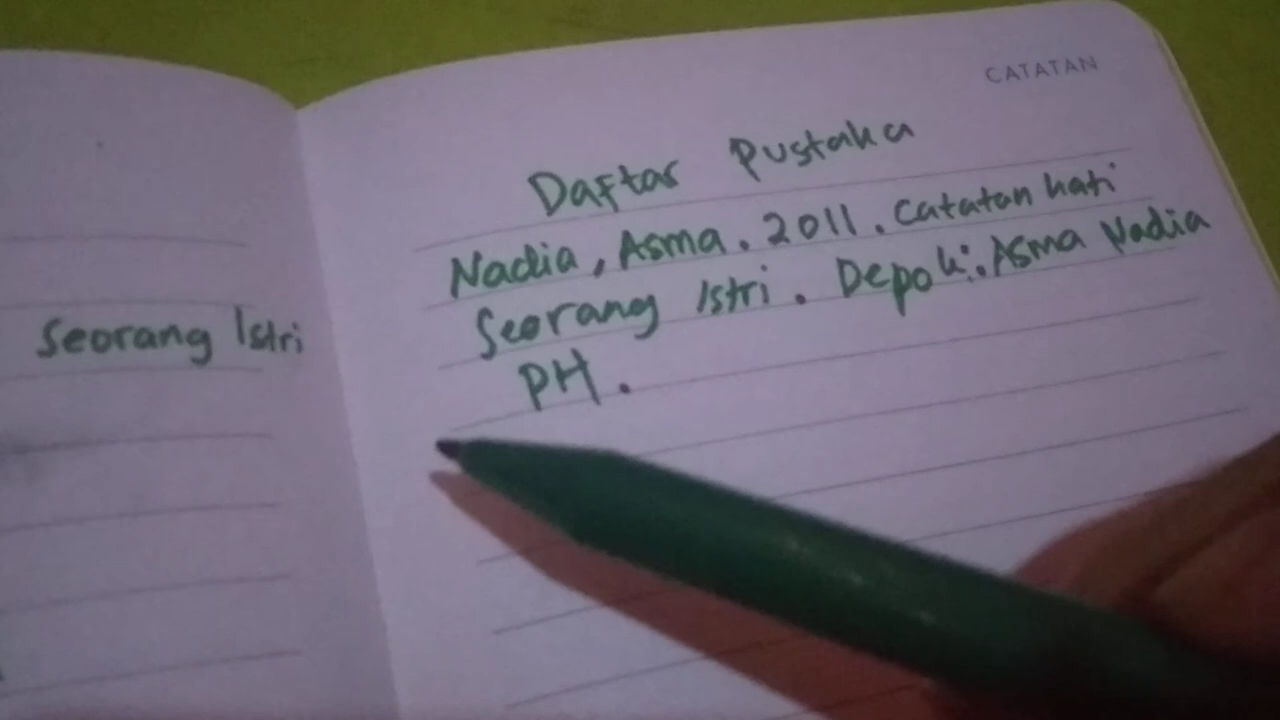 Seorang Istri
CATATAN
Daftar Pustaka
Nadia, Asma. 2011. Catatan hati
Seorang Istri. Depok: Asma Nadia
PH.